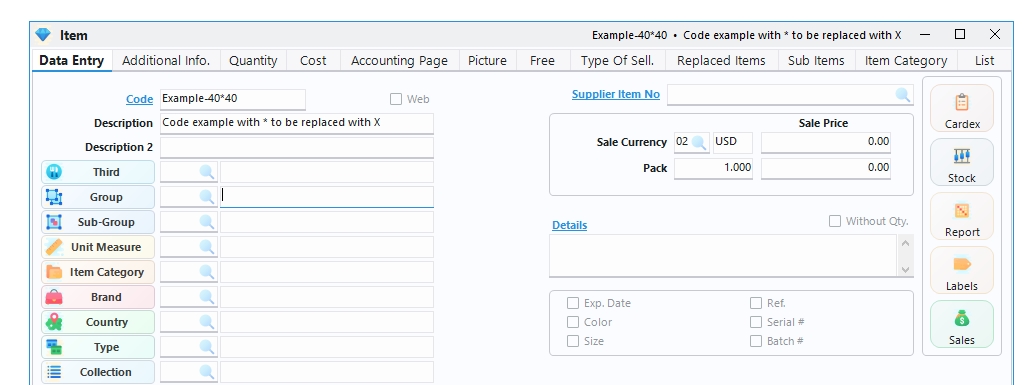 Item Example-40*40 • Code example with * to be replaced with X
Data Entry Additional Info. Quantity Cost Accounting Page Picture Free Type Of Sell. Replaced Items Sub Items Item Category List
Code Example-40*40 Web
Supplier Item No
Description Code example with * to be replaced with X
Description 2
Third
Group
Sub-Group
Unit Measure
Item Category
Brand
Country
Type
Collection
Sale Price
Sale Currency 02 USD 0.00
Pack 1.000 0.00
Details Without Qty.
Exp. Date Ref.
Color Serial #
Size Batch #
Cardex
Stock
Report
Labels
Sales